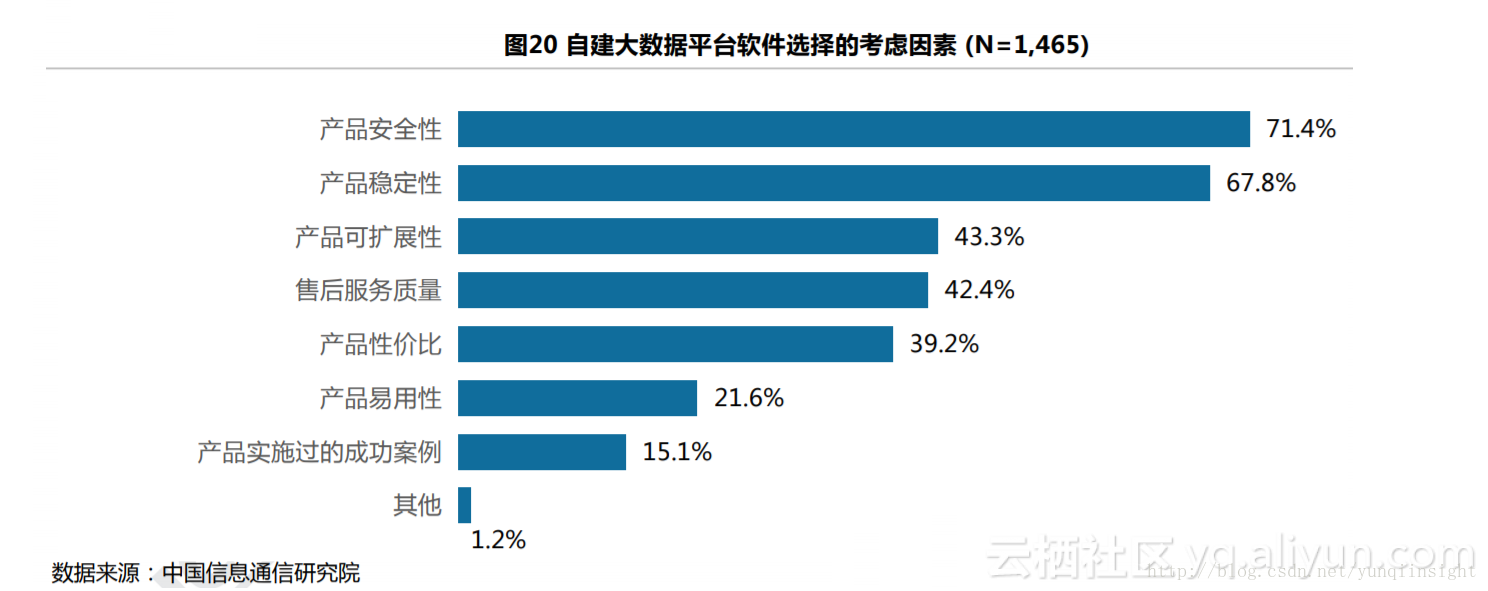 图20 自建大数据平台软件选择的考虑因素 (N=1,465)
产品安全性 71.4%
产品稳定性 67.8%
产品可扩展性 43.3%
售后服务质量 42.4%
产品性价比 39.2%
产品易用性 21.6%
产品实施过的成功案例 15.1%
其他 1.2%
数据来源：中国信息通信研究院
云栖社区 yq.aliyun.com
http://blog.csdn.net/yunqiinsight